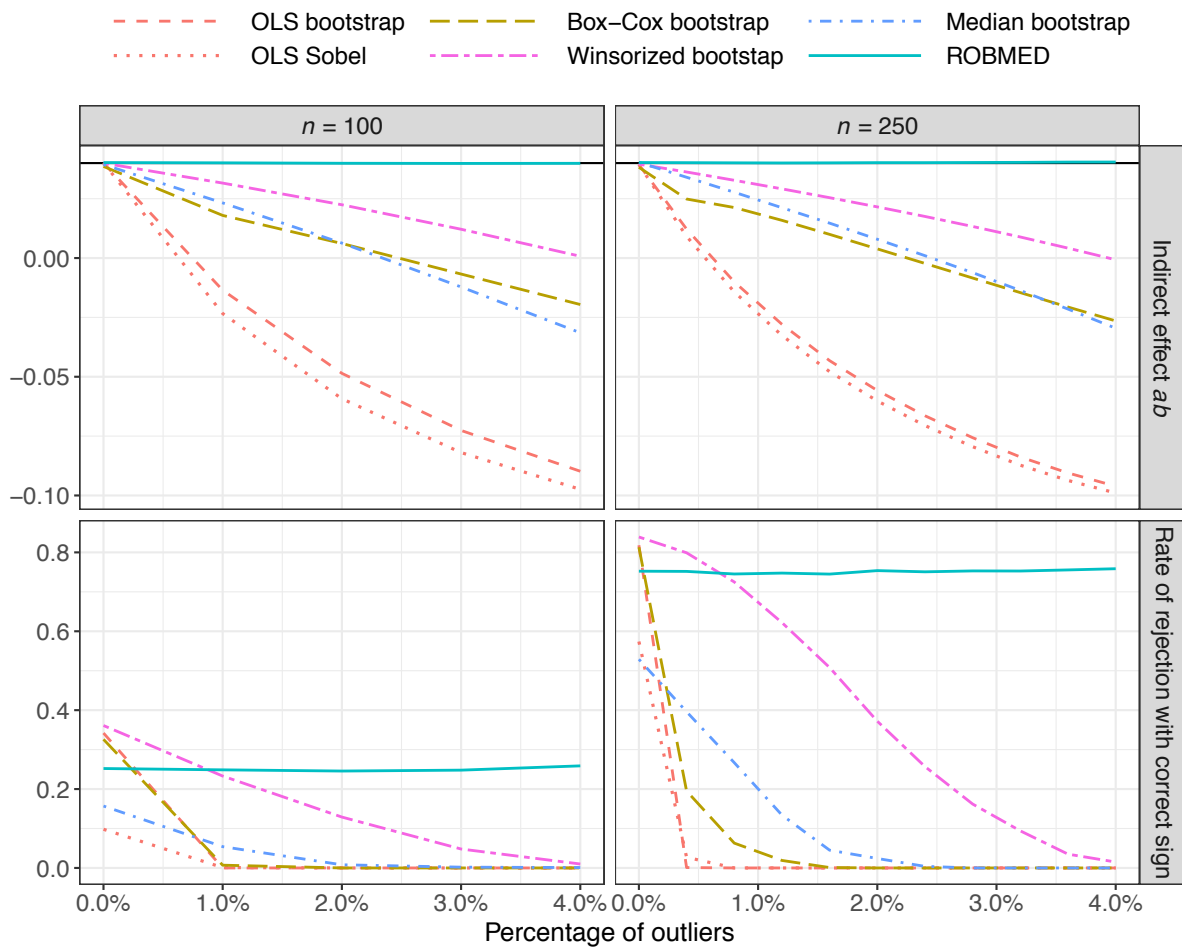 OLS bootstrap Box−Cox bootstrap Median bootstrap
OLS Sobel Winsorized bootstap ROBMED
n = 100 n = 250
0.00
−0.05
−0.10
Indirect effect ab
0.8
0.6
0.4
0.2
0.0
Rate of rejection with correct sign
0.0% 1.0% 2.0% 3.0% 4.0% 0.0% 1.0% 2.0% 3.0% 4.0%
Percentage of outliers